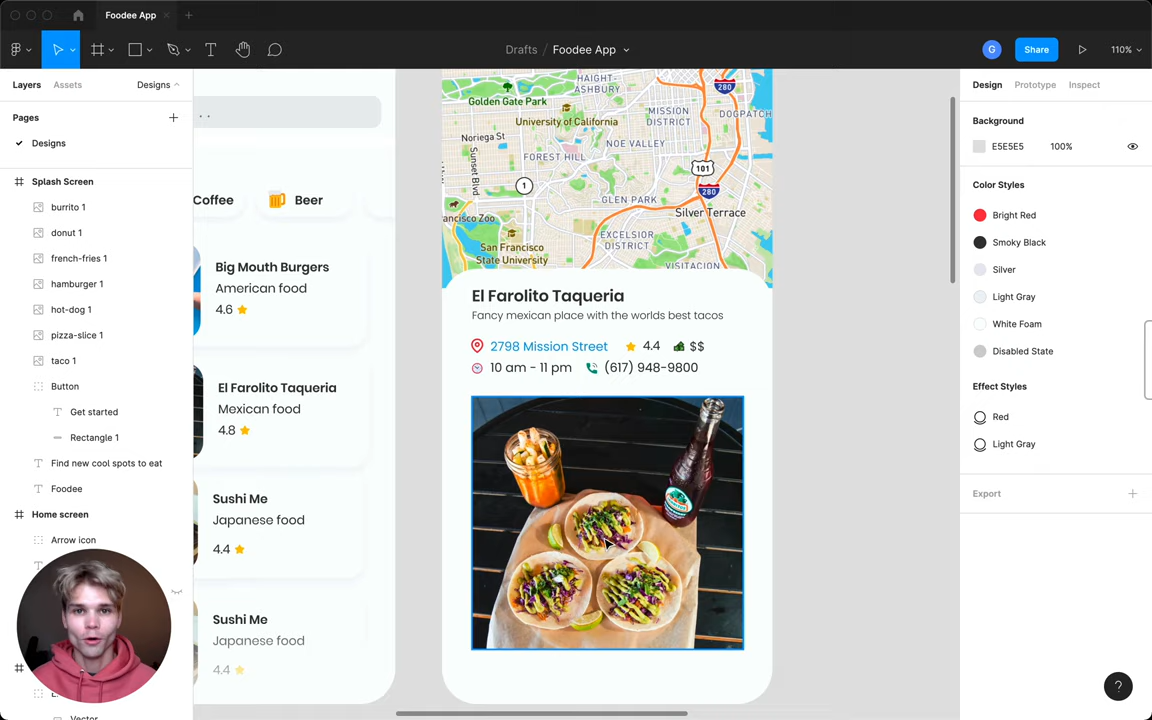 Foodee App
Drafts / Foodee App
G
Share
110%
Layers
Assets
Designs
Pages
Designs
Splash Screen
burrito 1
donut 1
french-fries 1
hamburger 1
hot-dog 1
pizza-slice 1
taco 1
Button
Get started
Rectangle 1
Find new cool spots to eat
Foodee
Home screen
Arrow icon
Vector
. .
Coffee
Beer
Big Mouth Burgers
American food
4.6
El Farolito Taqueria
Mexican food
4.8
Sushi Me
Japanese food
4.4
Sushi Me
Japanese food
4.4
HAIGHT-
ASHBURY
Golden Gate Park
280
University of California
MISSION
DISTRICT
DOGPATCH
Noriega St
Sunset Blvd
NOE VALLEY
FOREST HILL
101
1
280
GLEN PARK
Silver Terrace
ancisco Zoo
EXCELSIOR
DISTRICT
San Francisco
State University
VISITACION
El Farolito Taqueria
Fancy mexican place with the worlds best tacos
2798 Mission Street
4.4
$$
10 am - 11 pm
(617) 948-9800
Design
Prototype
Inspect
Background
E5E5E5
100%
Color Styles
Bright Red
Smoky Black
Silver
Light Gray
White Foam
Disabled State
Effect Styles
Red
Light Gray
Export
?